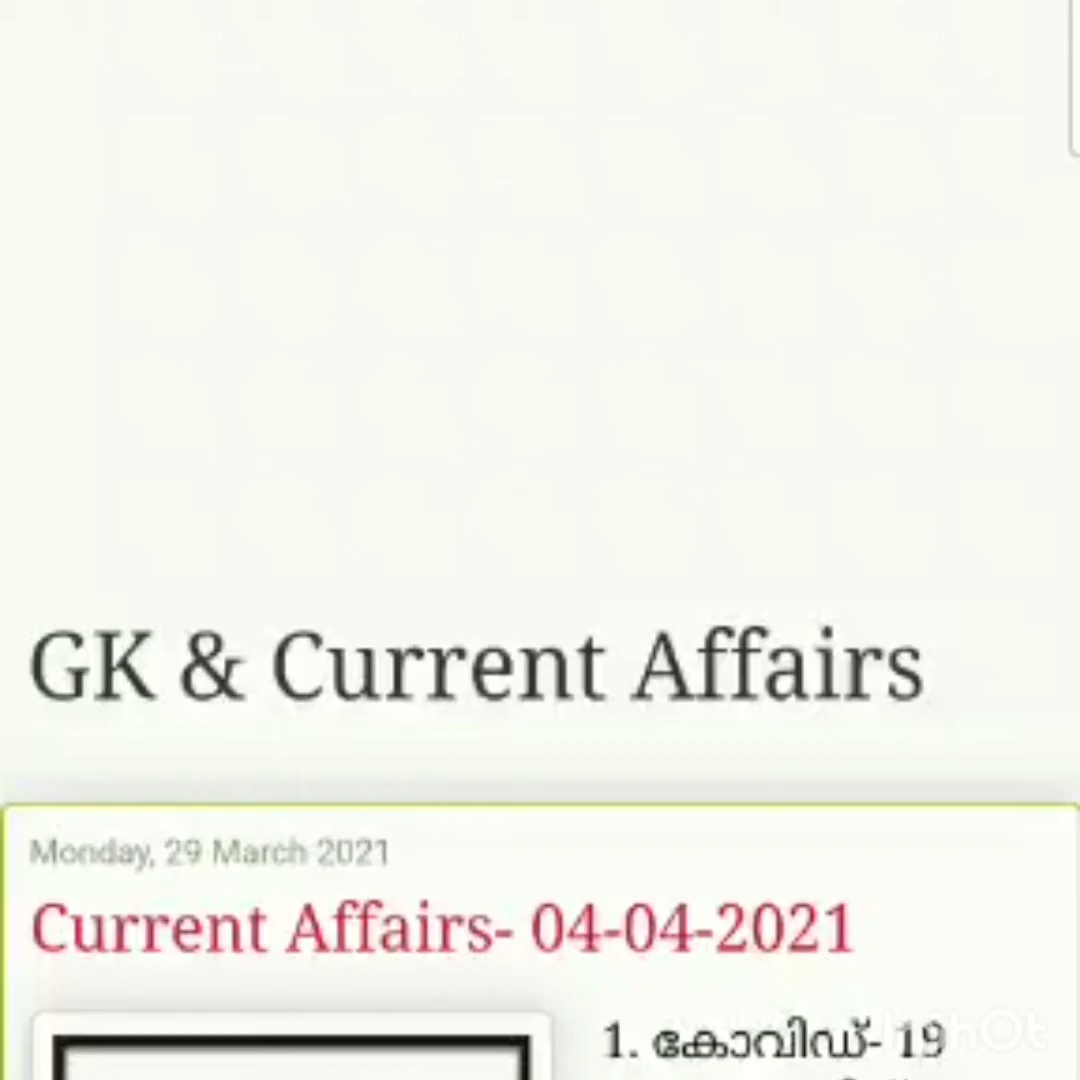 GK & Current Affairs
Monday, 29 March 2021
Current Affairs- 04-04-2021
1. കോവിഡ്- 19